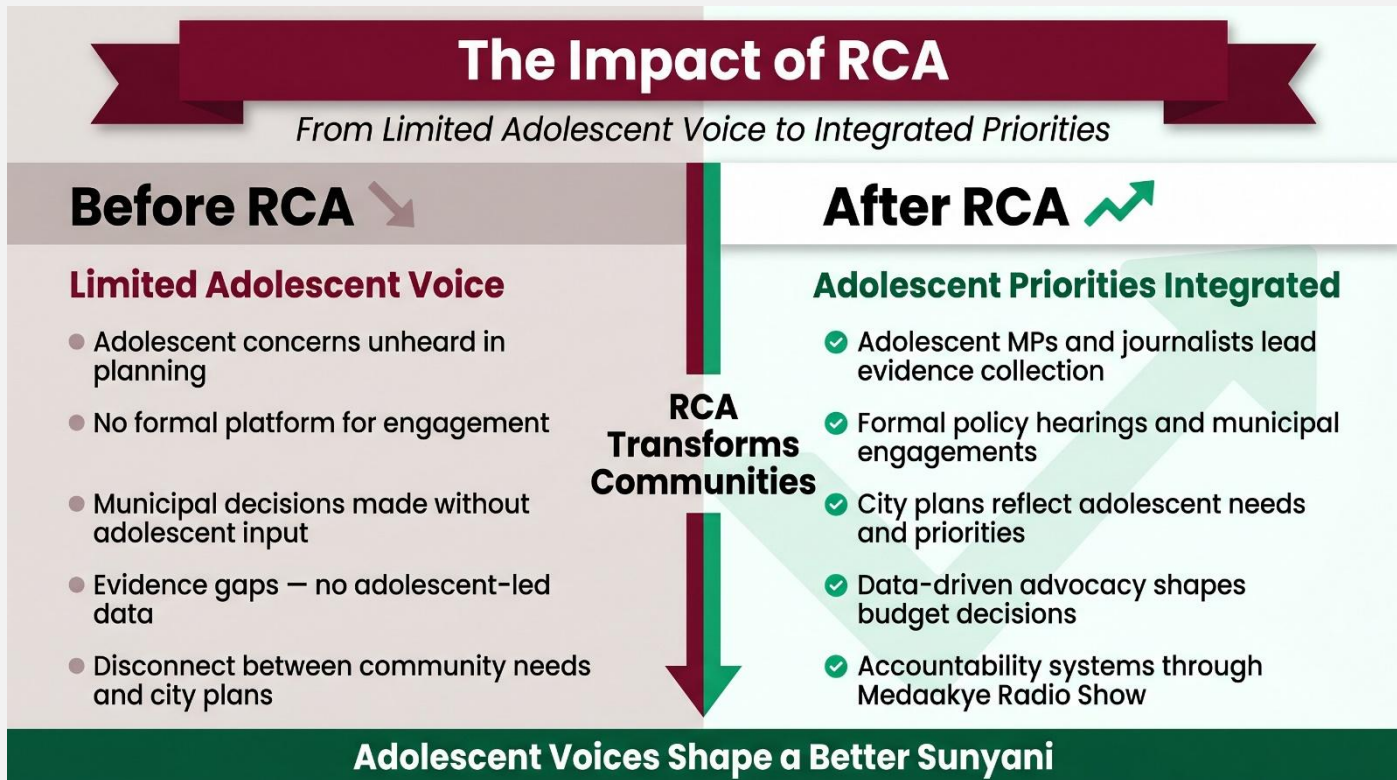 The Impact of RCA
From Limited Adolescent Voice to Integrated Priorities
Before RCA
Limited Adolescent Voice
Adolescent concerns unheard in
planning
No formal platform for engagement
Municipal decisions made without
adolescent input
Evidence gaps — no adolescent-led
data
Disconnect between community needs
and city plans
RCA
Transforms
Communities
After RCA
Adolescent Priorities Integrated
Adolescent MPs and journalists lead
evidence collection
Formal policy hearings and municipal
engagements
City plans reflect adolescent needs
and priorities
Data-driven advocacy shapes
budget decisions
Accountability systems through
Medaakye Radio Show
Adolescent Voices Shape a Better Sunyani